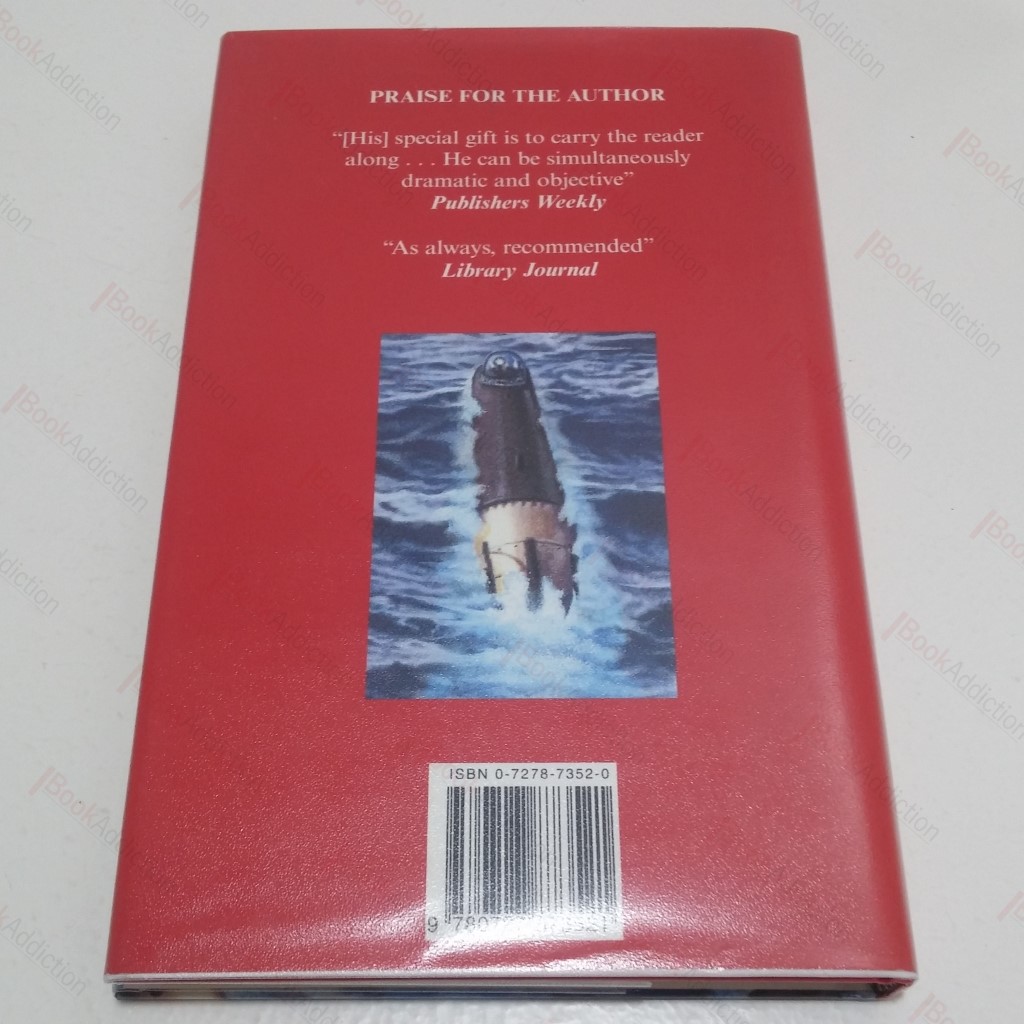 PRAISE FOR THE AUTHOR
“[His] special gift is to carry the reader
along . . . He can be simultaneously
dramatic and objective”
Publishers Weekly
“As always, recommended”
Library Journal
ISBN 0-7278-7352-0
BookAddiction